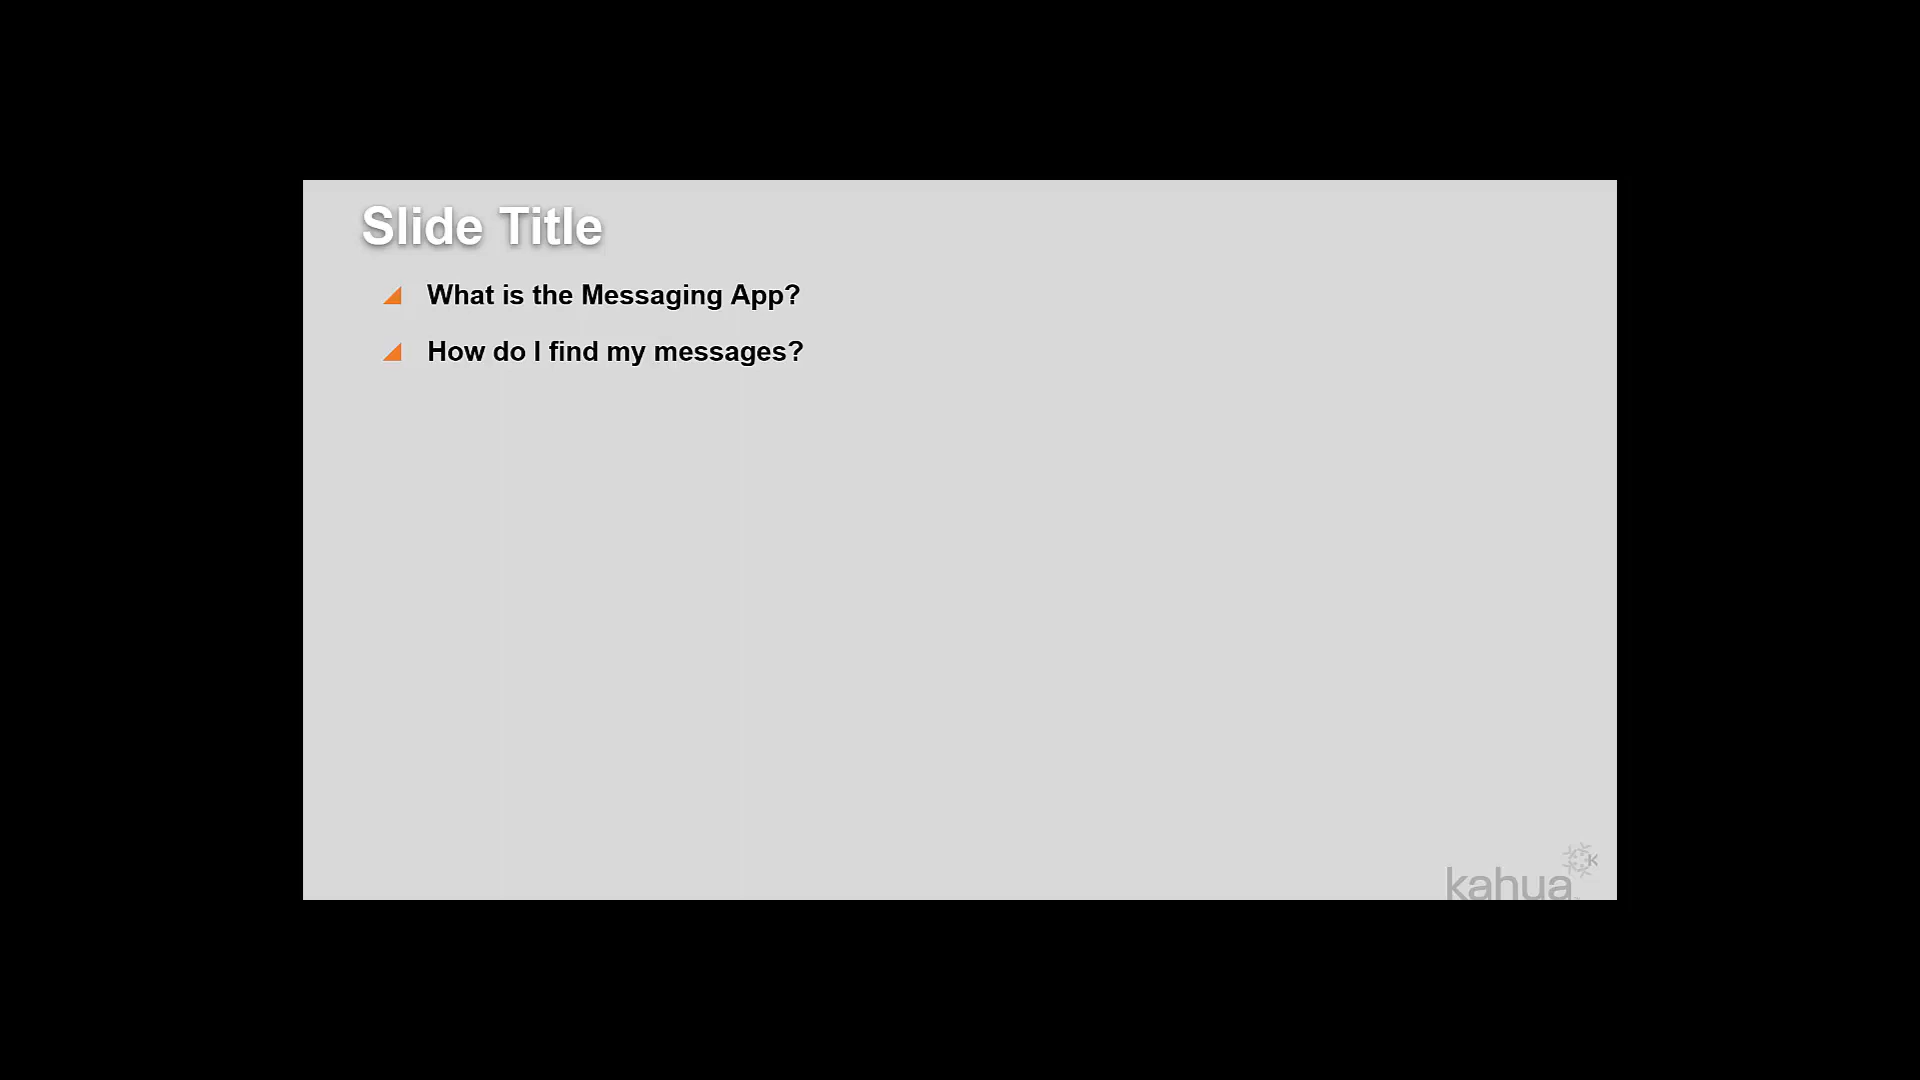 Slide Title
What is the Messaging App?
How do I find my messages?
K
kahua